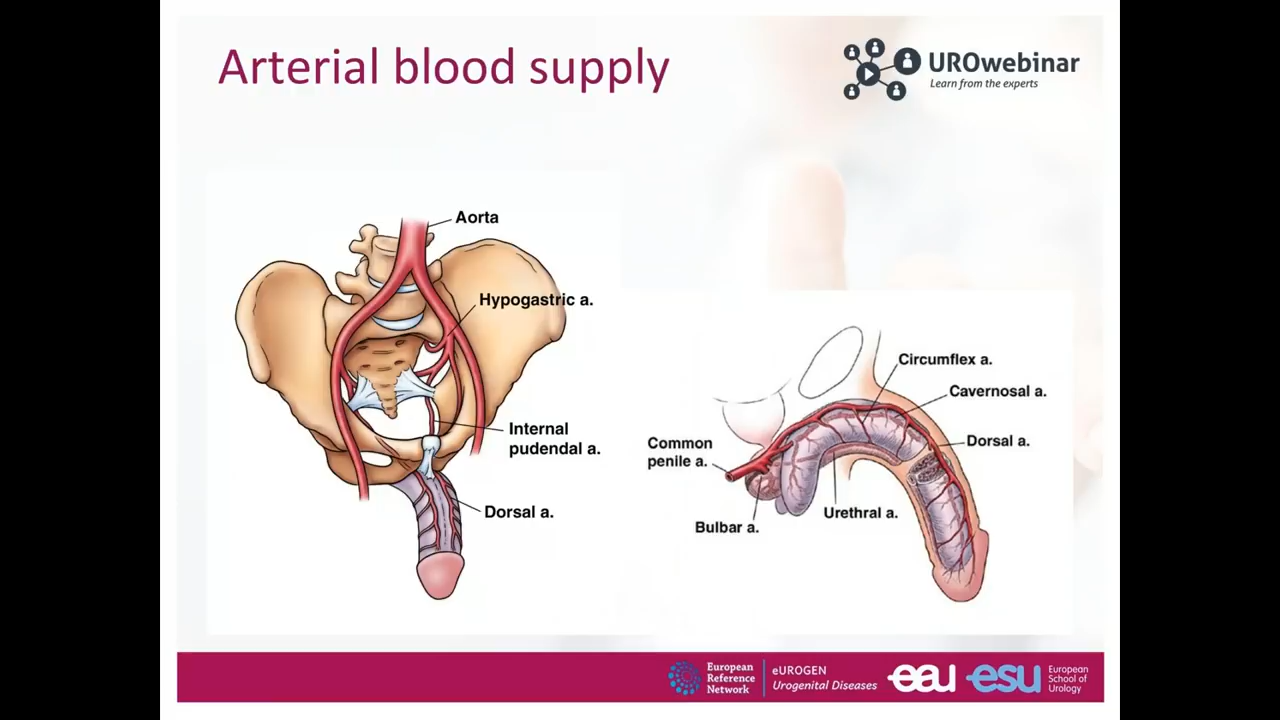 Arterial blood supply
UROwebinar
Learn from the experts
Aorta
Hypogastric a.
Internal
pudendal a.
Dorsal a.
Circumflex a.
Cavernosal a.
Dorsal a.
Common
penile a.
Urethral a.
Bulbar a.
European
Reference
Network
eUROGEN
Urogenital Diseases
eau
esu
European
School of
Urology